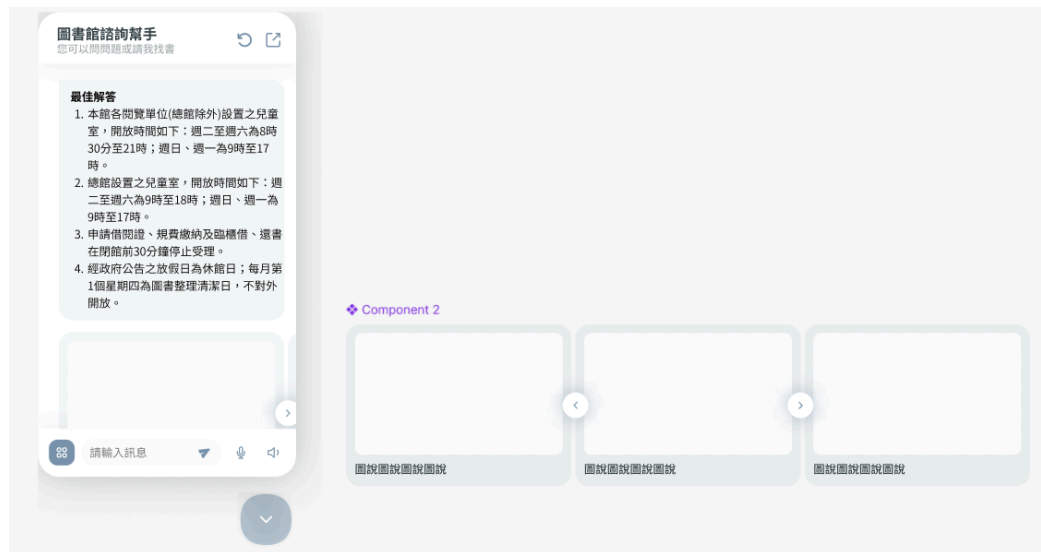 圖書館諮詢幫手
您可以問問題或請我找書
最佳解答
1. 本館各閱覽單位(總館除外)設置之兒童
室，開放時間如下：週二至週六為8時
30分至21時；週日、週一為9時至17
時。
2. 總館設置之兒童室，開放時間如下：週
二至週六為9時至18時；週日、週一為
9時至17時。
3. 申請借閱證、規費繳納及臨櫃借、還書
在閉館前30分鐘停止受理。
4. 經政府公告之放假日為休館日；每月第
1個星期四為圖書整理清潔日，不對外
開放。
請輸入訊息
Component 2
圖說圖說圖說圖說
圖說圖說圖說圖說
圖說圖說圖說圖說